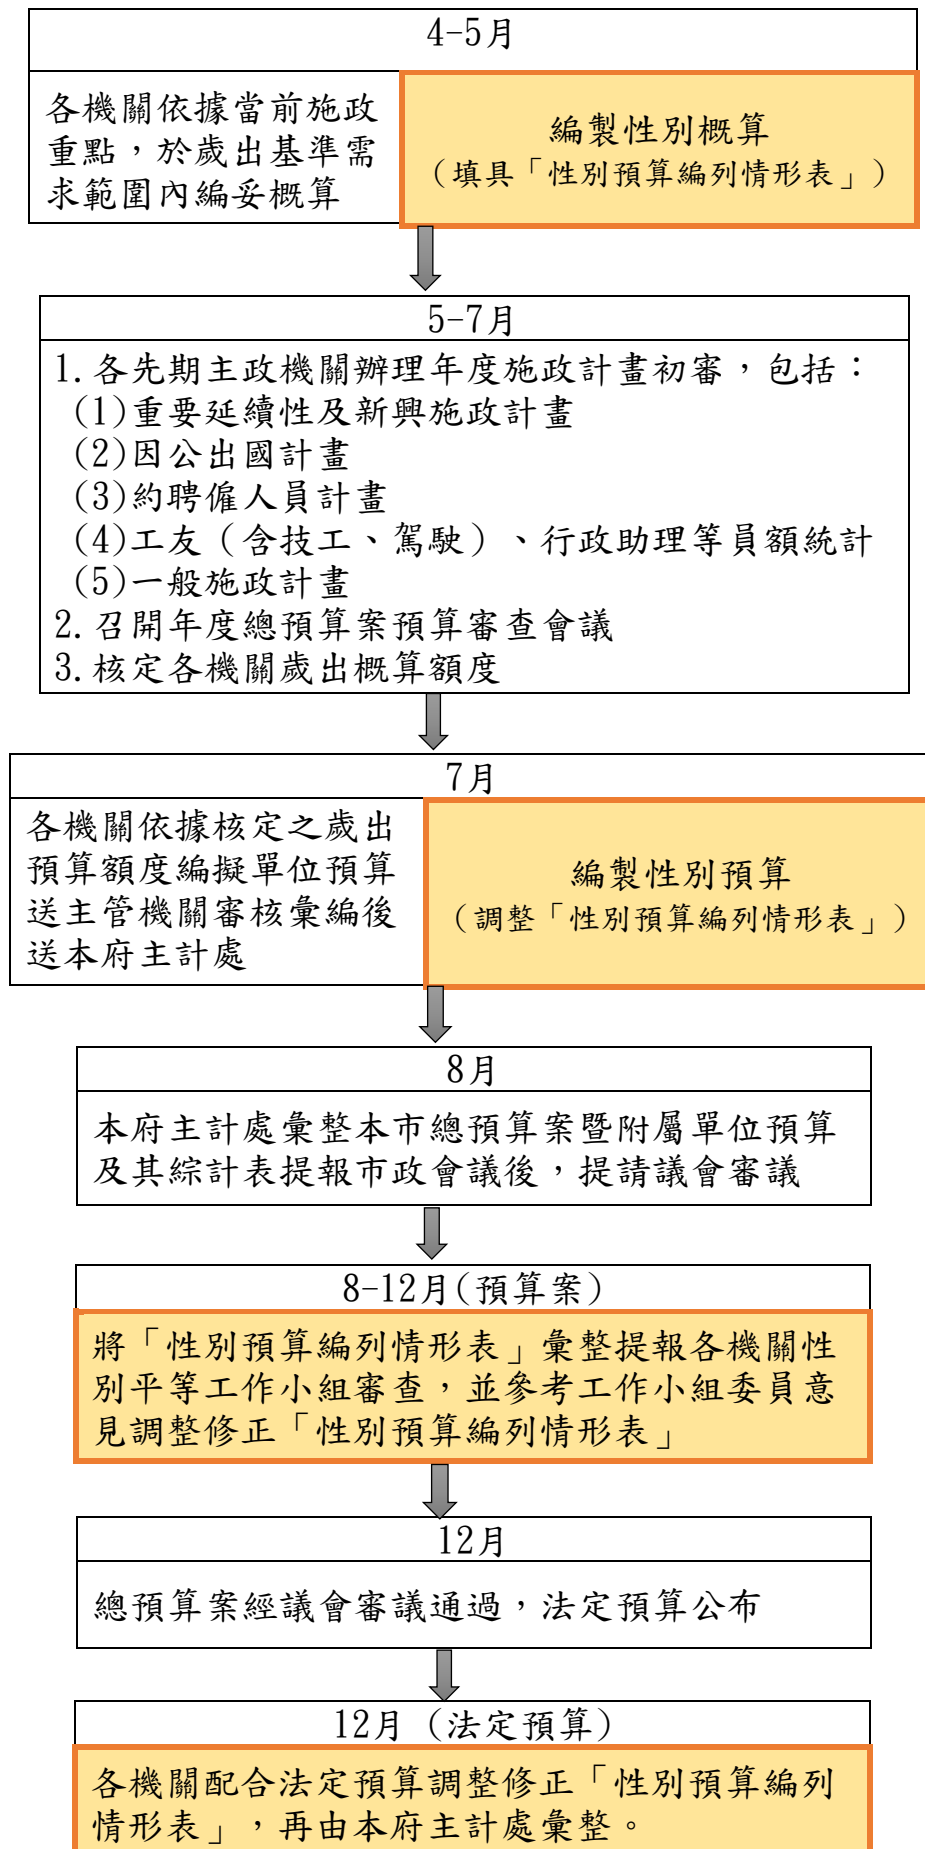 4-5月
各機關依據當前施政
重點，於歲出基準需
求範圍內編妥概算
編製性別概算
（填具「性別預算編列情形表」）
5-7月
1.各先期主政機關辦理年度施政計畫初審，包括：
(1)重要延續性及新興施政計畫
(2)因公出國計畫
(3)約聘僱人員計畫
(4)工友（含技工、駕駛）、行政助理等員額統計
(5)一般施政計畫
2.召開年度總預算案預算審查會議
3.核定各機關歲出概算額度
7月
各機關依據核定之歲出
預算額度編擬單位預算
送主管機關審核彙編後
送本府主計處
編製性別預算
（調整「性別預算編列情形表」）
8月
本府主計處彙整本市總預算案暨附屬單位預算
及其綜計表提報市政會議後，提請議會審議
8-12月(預算案)
將「性別預算編列情形表」彙整提報各機關性
別平等工作小組審查，並參考工作小組委員意
見調整修正「性別預算編列情形表」
12月
總預算案經議會審議通過，法定預算公布
12月 (法定預算)
各機關配合法定預算調整修正「性別預算編列
情形表」，再由本府主計處彙整。